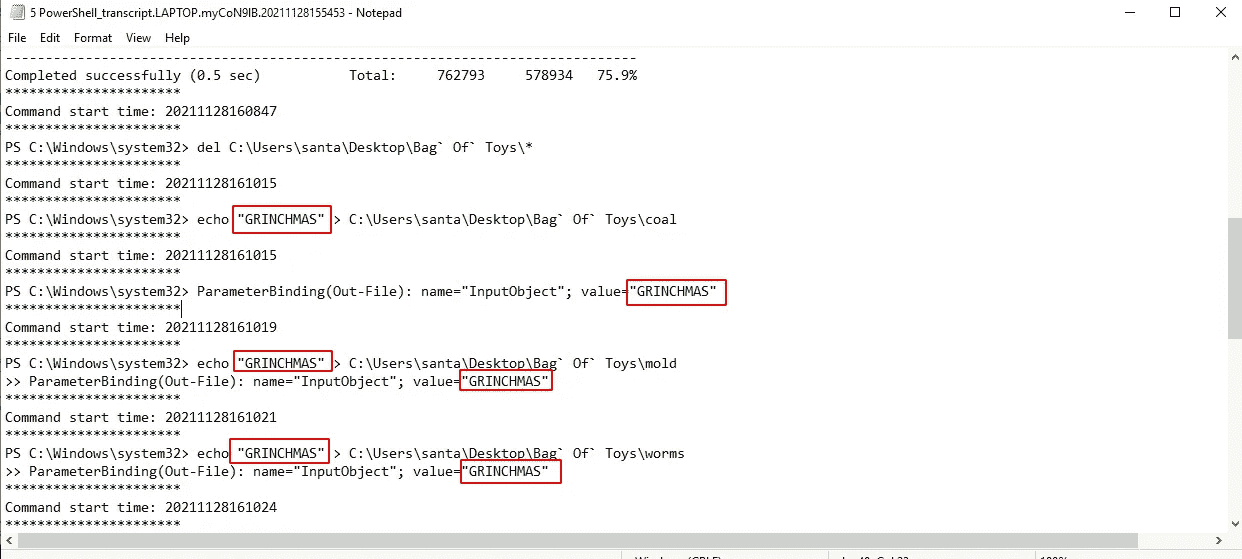 5 PowerShell_transcript.LAPTOP.myCoN9IB.20211128155453 - Notepad
File Edit Format View Help
-------------------------------------------------------------------------------
Completed successfully (0.5 sec) Total: 762793 578934 75.9%
**********************
Command start time: 20211128160847
**********************
PS C:\Windows\system32> del C:\Users\santa\Desktop\Bag` Of` Toys\*
**********************
Command start time: 20211128161015
**********************
PS C:\Windows\system32> echo "GRINCHMAS" > C:\Users\santa\Desktop\Bag` Of` Toys\coal
**********************
Command start time: 20211128161015
**********************
PS C:\Windows\system32> ParameterBinding(Out-File): name="InputObject"; value="GRINCHMAS"
**********************
Command start time: 20211128161019
**********************
PS C:\Windows\system32> echo "GRINCHMAS" > C:\Users\santa\Desktop\Bag` Of` Toys\mold
>> ParameterBinding(Out-File): name="InputObject"; value="GRINCHMAS"
**********************
Command start time: 20211128161021
**********************
PS C:\Windows\system32> echo "GRINCHMAS" > C:\Users\santa\Desktop\Bag` Of` Toys\worms
>> ParameterBinding(Out-File): name="InputObject"; value="GRINCHMAS"
**********************
Command start time: 20211128161024
**********************